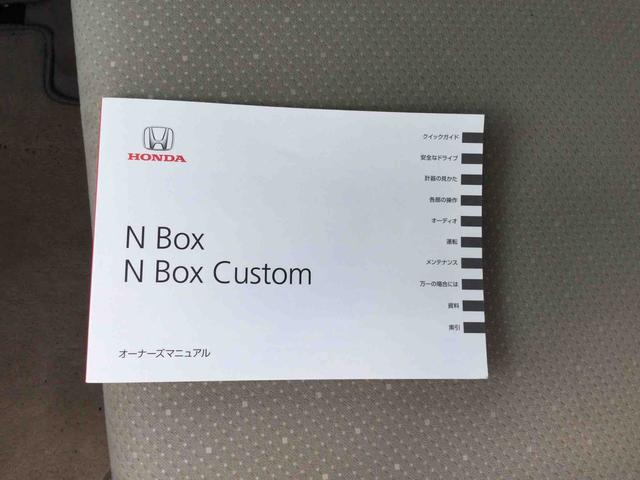 HONDA
N Box
N Box Custom
オーナーズマニュアル
クイックガイド
安全なドライブ
計器の見かた
各部の操作
オーディオ
運転
メンテナンス
万一の場合には
資料
索引